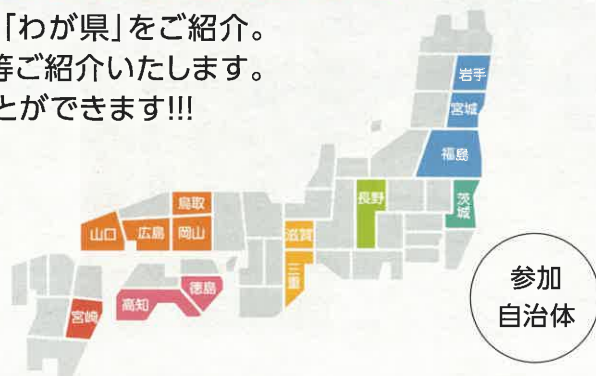 「わが県」をご紹介。
等ご紹介いたします。
とができます!!!
岩手
宮城
福島
茨城
長野
鳥取
山口
広島
岡山
滋賀
三重
徳島
高知
宮崎
参加
自治体